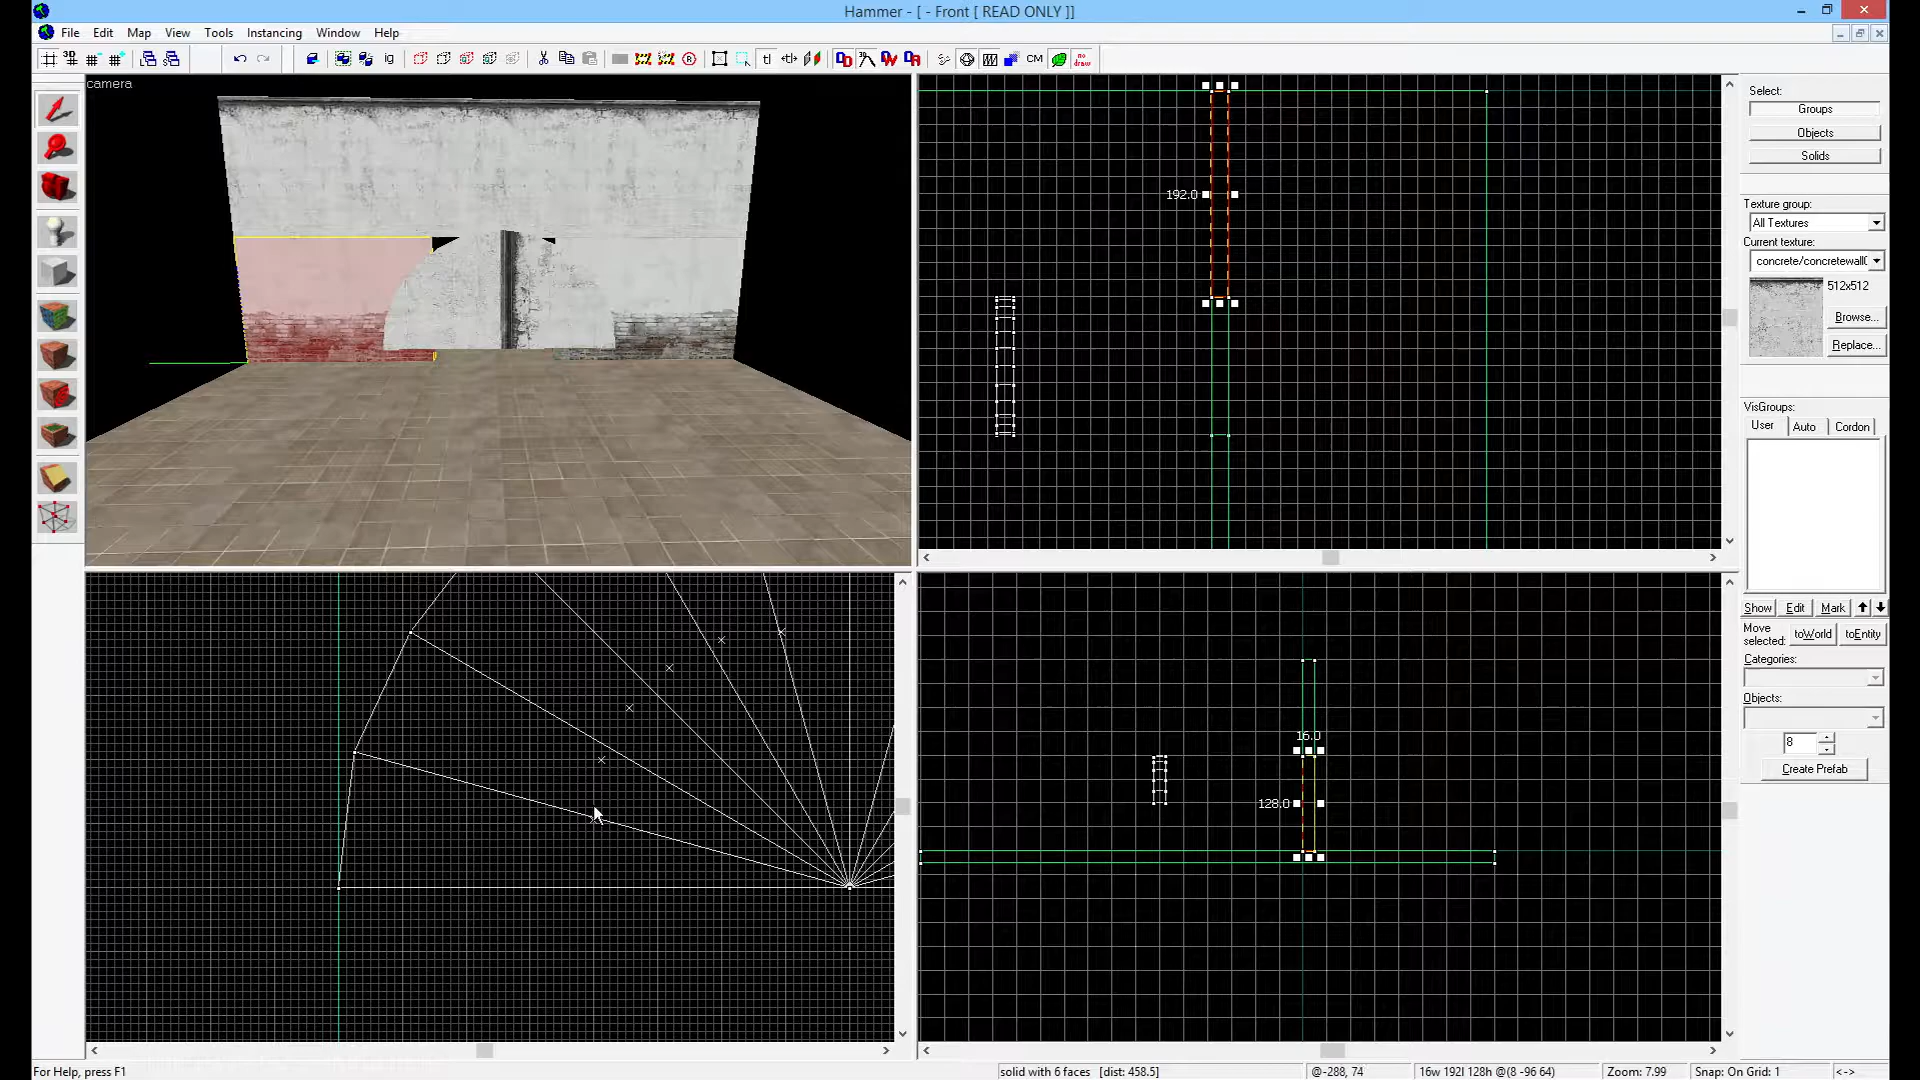 Hammer - [ - Front [ READ ONLY ]]
File Edit Map View Tools Instancing Window Help
ig tl CM no draw
camera
192.0
16.0
128.0
Select:
Groups
Objects
Solids
Texture group:
All Textures
Current texture:
concrete/concretewall0
512x512
Browse...
Replace...
VisGroups:
User Auto Cordon
Show Edit Mark
Move selected:
toWorld toEntity
Categories:
Objects:
8
Create Prefab
For Help, press F1
solid with 6 faces [dist: 458.5]
@-288, 74
16w 192l 128h @(8 -96 64)
Zoom: 7.99
Snap: On Grid: 1
<->